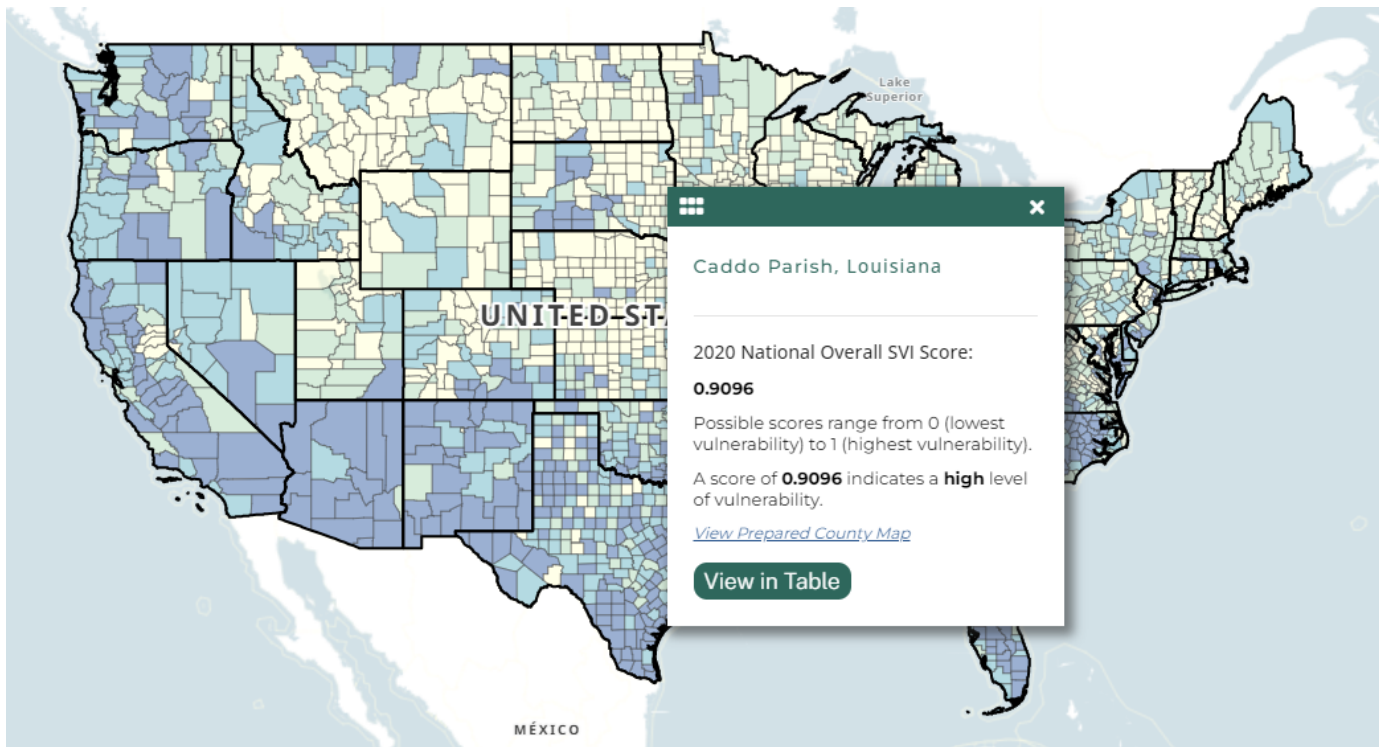 Lake
Superior
Caddo Parish, Louisiana
UNITED STA
2020 National Overall SVI Score:
0.9096
Possible scores range from 0 (lowest
vulnerability) to 1 (highest vulnerability).
A score of 0.9096 indicates a high level
of vulnerability.
View Prepared County Map
View in Table
MÉXICO